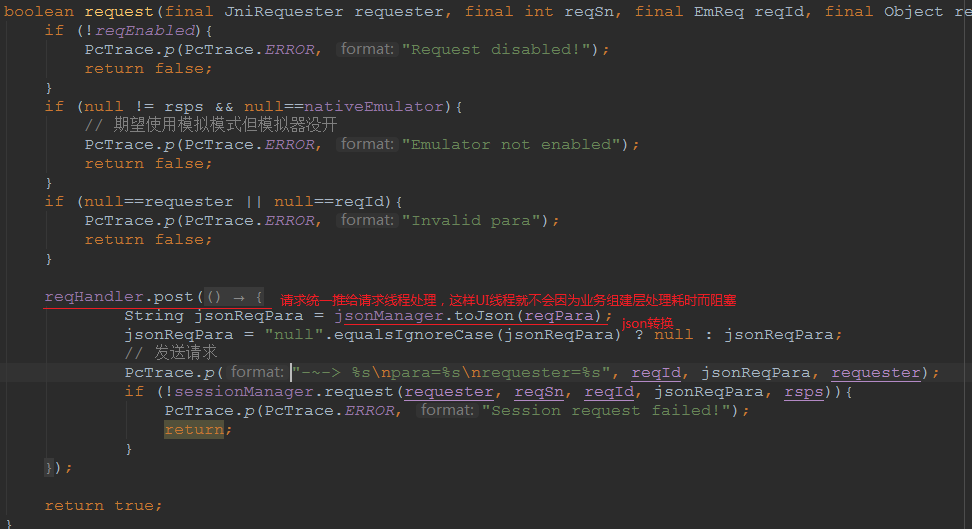 boolean request(final JniRequester requester, final int reqSn, final EmReq reqId, final Object re
if (!reqEnabled){
PcTrace.p(PcTrace.ERROR, format: "Request disabled!");
return false;
}
if (null != rsps && null==nativeEmulator){
// 期望使用模拟模式但模拟器没开
PcTrace.p(PcTrace.ERROR, format: "Emulator not enabled");
return false;
}
if (null==requester || null==reqId){
PcTrace.p(PcTrace.ERROR, format: "Invalid para");
return false;
}
reqHandler.post(() → { 请求统一推给请求线程处理，这样UI线程就不会因为业务组建层处理耗时而阻塞
String jsonReqPara = jsonManager.toJson(reqPara); json转换
jsonReqPara = "null".equalsIgnoreCase(jsonReqPara) ? null : jsonReqPara;
// 发送请求
PcTrace.p( format: "-~-> %s\npara=%s\nrequester=%s", reqId, jsonReqPara, requester);
if (!sessionManager.request(requester, reqSn, reqId, jsonReqPara, rsps)){
PcTrace.p(PcTrace.ERROR, format: "Session request failed!");
return;
}
});
return true;
}